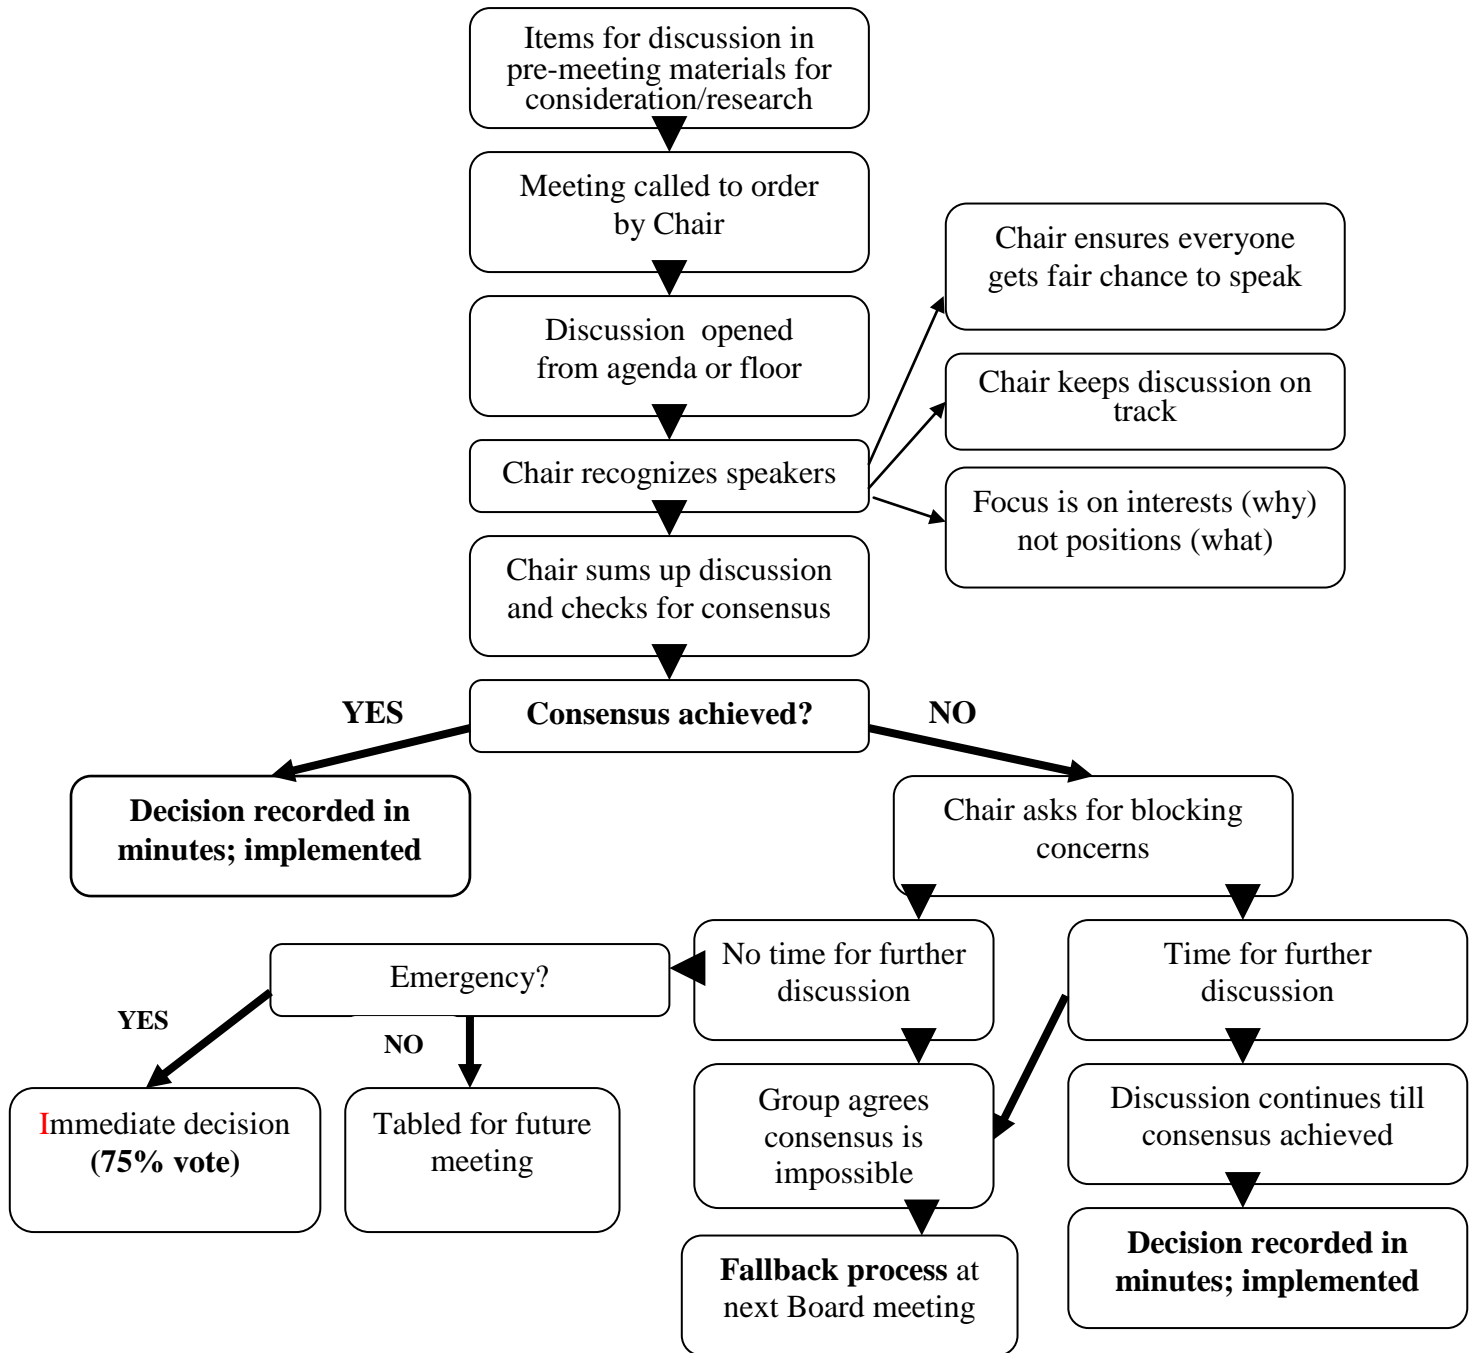 Items for discussion in
pre-meeting materials for
consideration/research
Meeting called to order
by Chair
Chair ensures everyone
gets fair chance to speak
Discussion opened
from agenda or floor
Chair keeps discussion on
track
Chair recognizes speakers
Focus is on interests (why)
not positions (what)
Chair sums up discussion
and checks for consensus
YES
Consensus achieved?
NO
Decision recorded in
minutes; implemented
Chair asks for blocking
concerns
Emergency?
No time for further
discussion
Time for further
discussion
YES
NO
Immediate decision
(75% vote)
Tabled for future
meeting
Group agrees
consensus is
impossible
Discussion continues till
consensus achieved
Fallback process at
next Board meeting
Decision recorded in
minutes; implemented